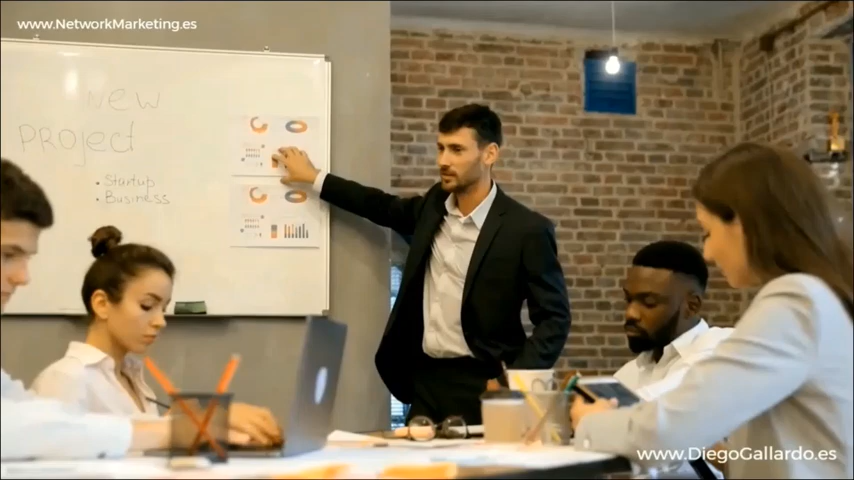 www.NetworkMarketing.es
NEW
PROJECT
• Startup
• Business
www.DiegoGallardo.es